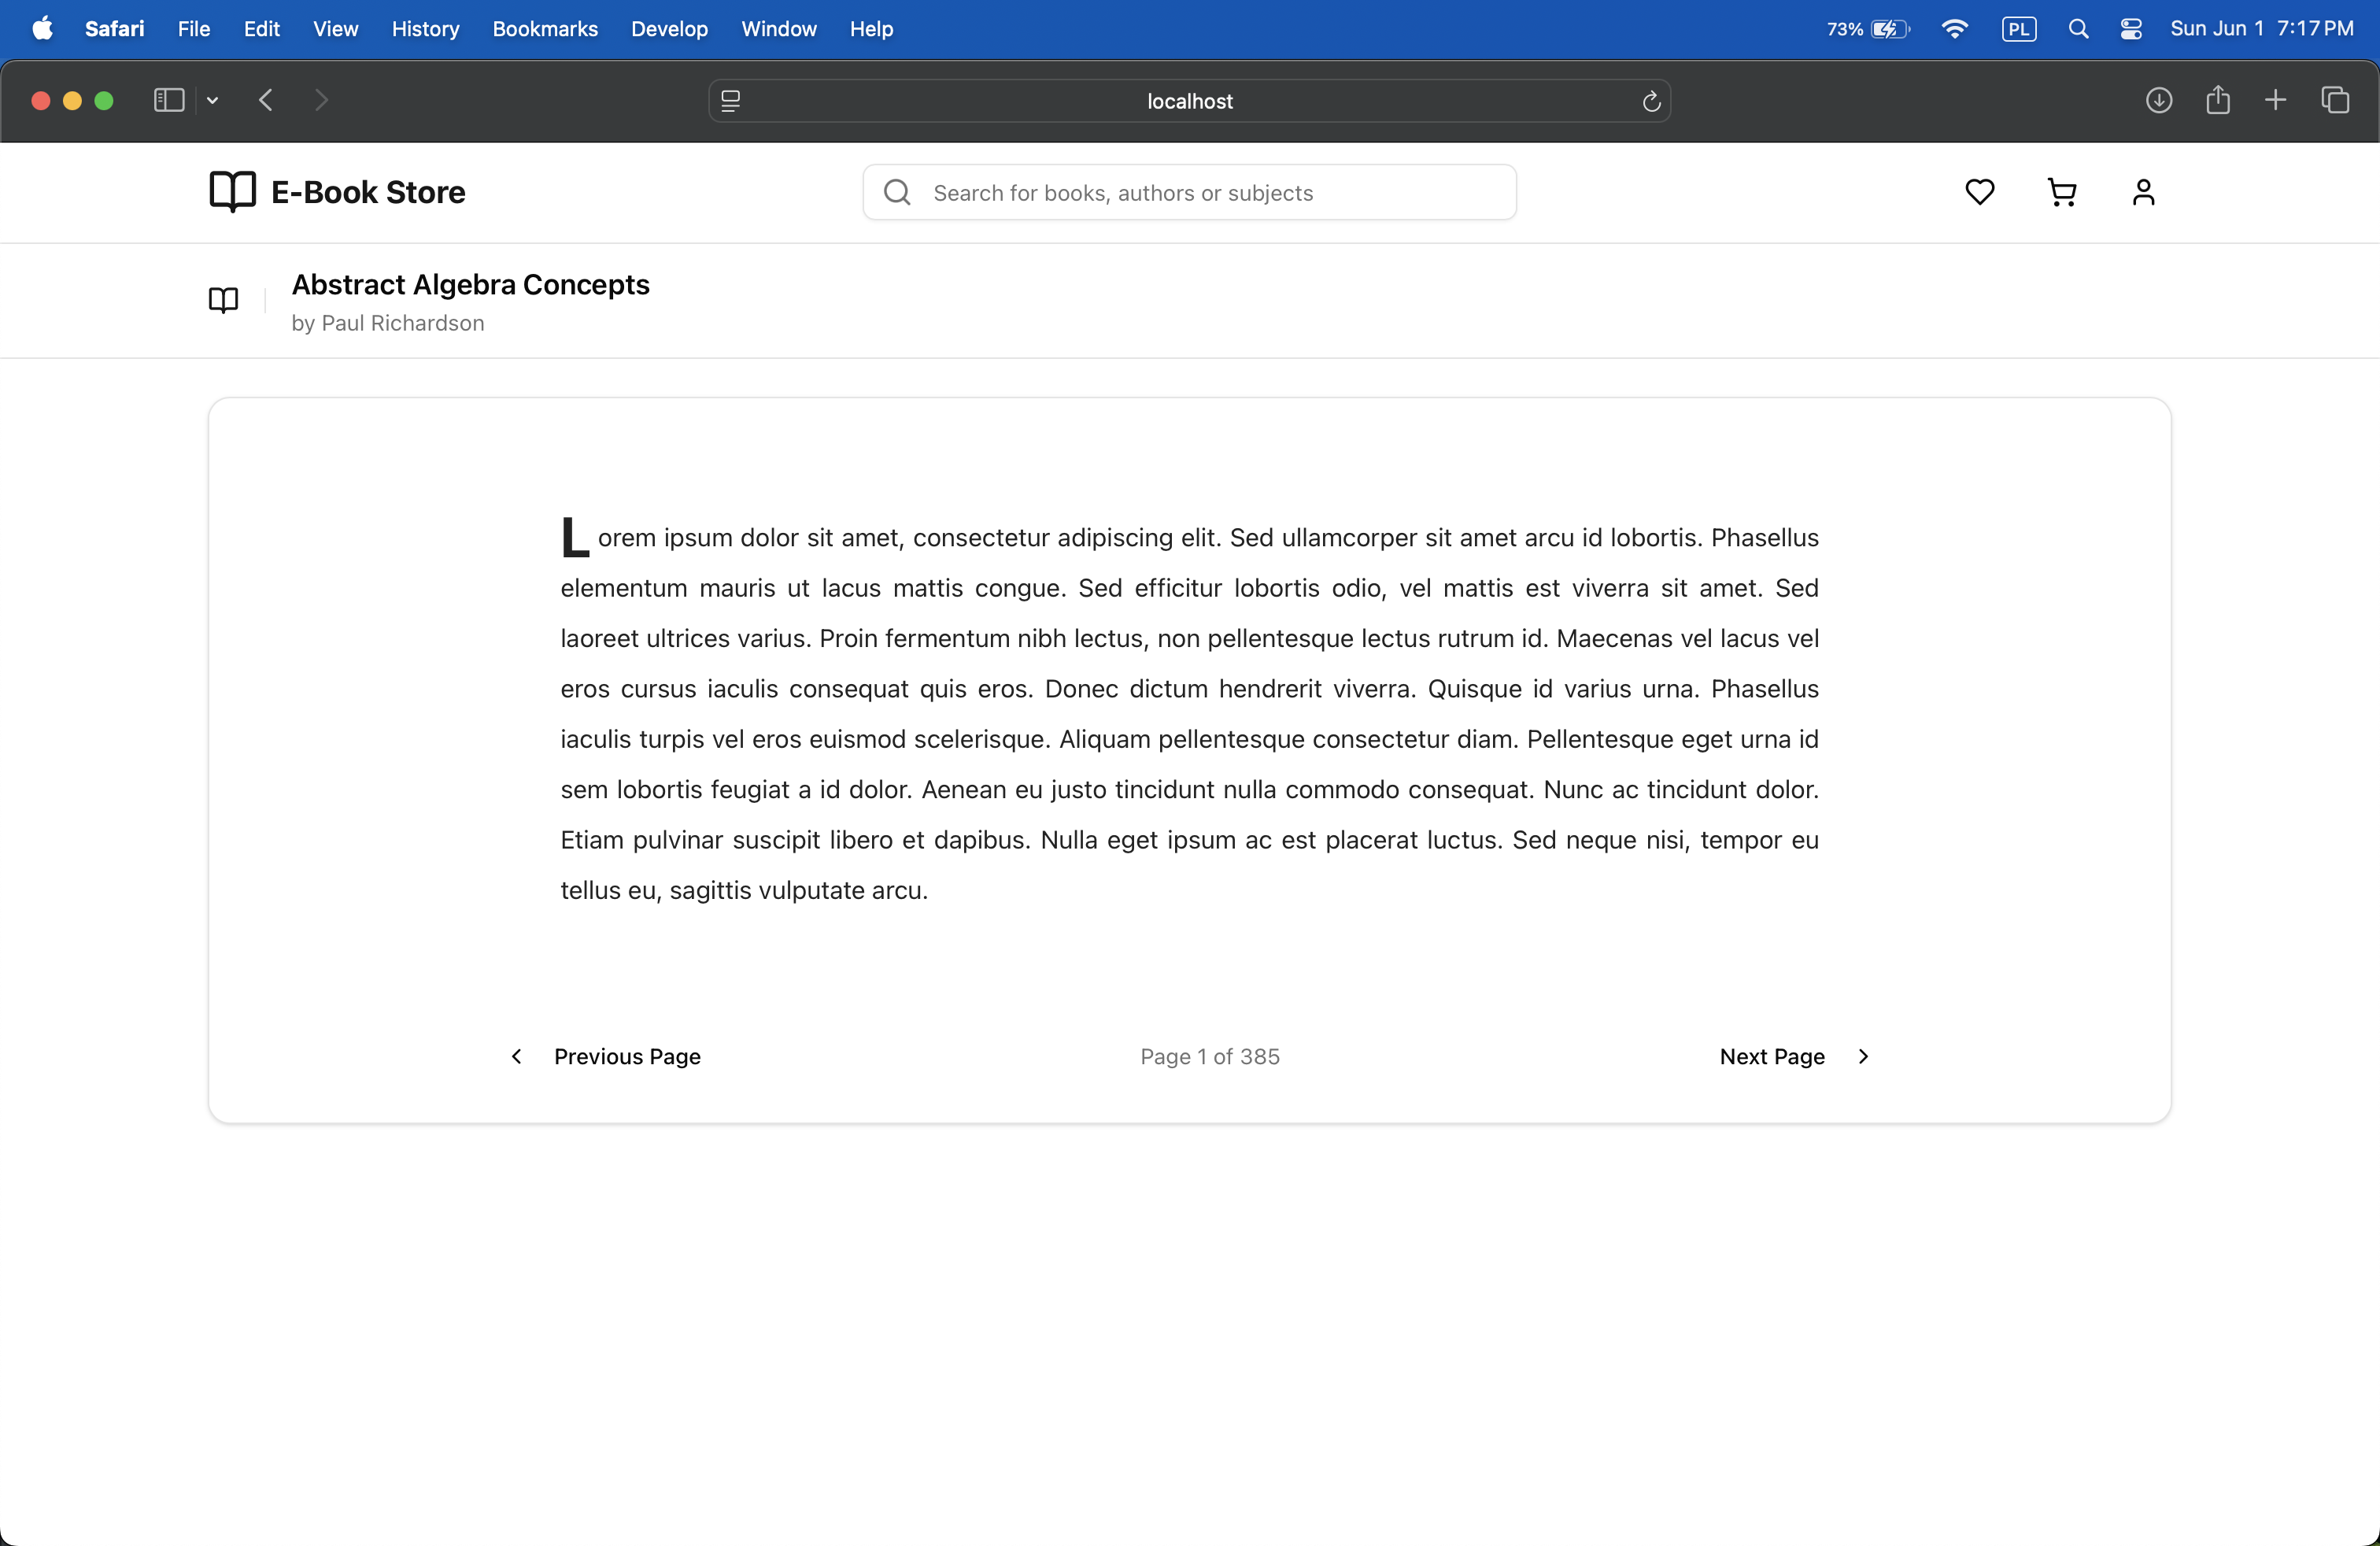 Safari File Edit View History Bookmarks Develop Window Help 73% PL Sun Jun 1 7:17 PM
localhost
E-Book Store
Search for books, authors or subjects
Abstract Algebra Concepts
by Paul Richardson
Lorem ipsum dolor sit amet, consectetur adipiscing elit. Sed ullamcorper sit amet arcu id lobortis. Phasellus
elementum mauris ut lacus mattis congue. Sed efficitur lobortis odio, vel mattis est viverra sit amet. Sed
laoreet ultrices varius. Proin fermentum nibh lectus, non pellentesque lectus rutrum id. Maecenas vel lacus vel
eros cursus iaculis consequat quis eros. Donec dictum hendrerit viverra. Quisque id varius urna. Phasellus
iaculis turpis vel eros euismod scelerisque. Aliquam pellentesque consectetur diam. Pellentesque eget urna id
sem lobortis feugiat a id dolor. Aenean eu justo tincidunt nulla commodo consequat. Nunc ac tincidunt dolor.
Etiam pulvinar suscipit libero et dapibus. Nulla eget ipsum ac est placerat luctus. Sed neque nisi, tempor eu
tellus eu, sagittis vulputate arcu.
Previous Page Page 1 of 385 Next Page